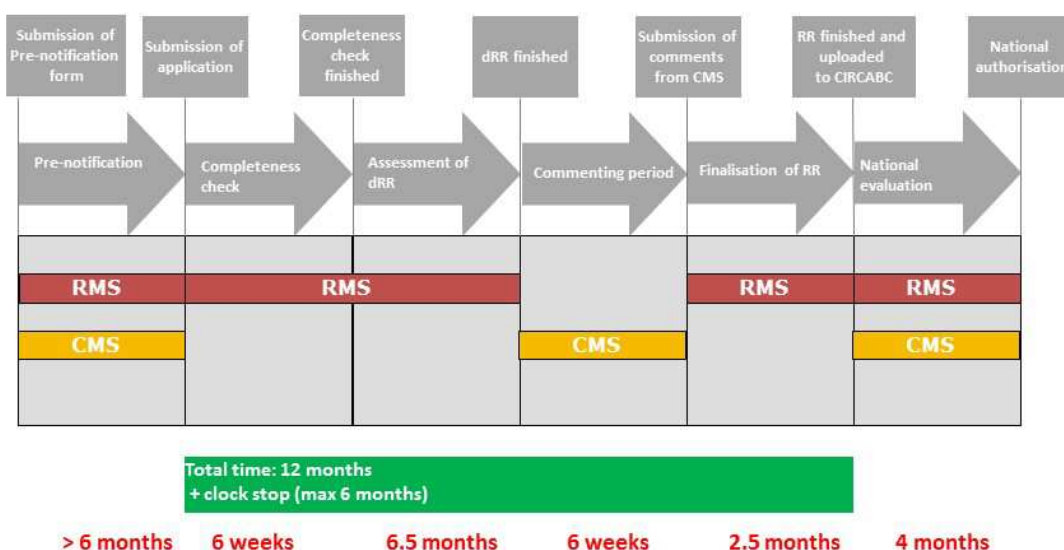 Submission of
Pre-notification
form
Submission of
application
Completeness
check
finished
dRR finished
Submission of
comments
from CMS
RR finished and
uploaded
to CIRCABC
National
authorisation
Pre-notification
Completeness
check
Assessment of
dRR
Commenting period
Finalisation of RR
National
evaluation
RMS
RMS
RMS
RMS
CMS
CMS
CMS
Total time: 12 months
+ clock stop (max 6 months)
> 6 months
6 weeks
6.5 months
6 weeks
2.5 months
4 months